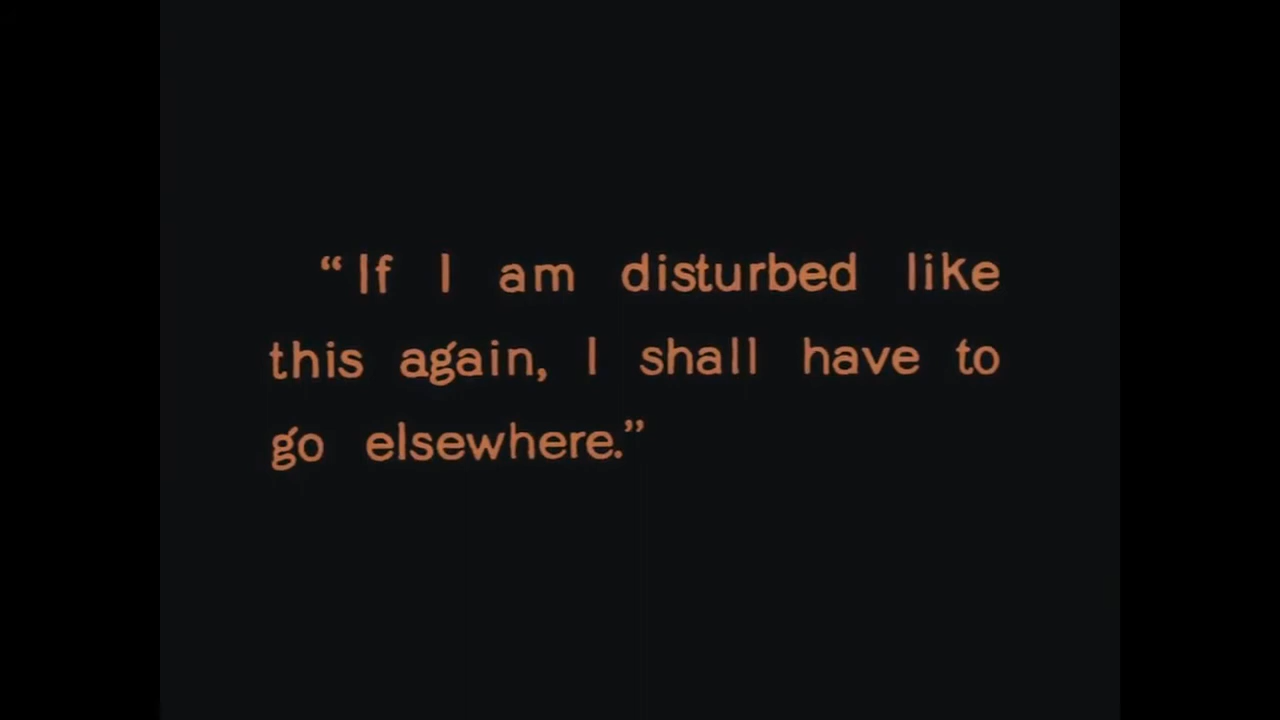 “If I am disturbed like
this again, I shall have to
go elsewhere.”